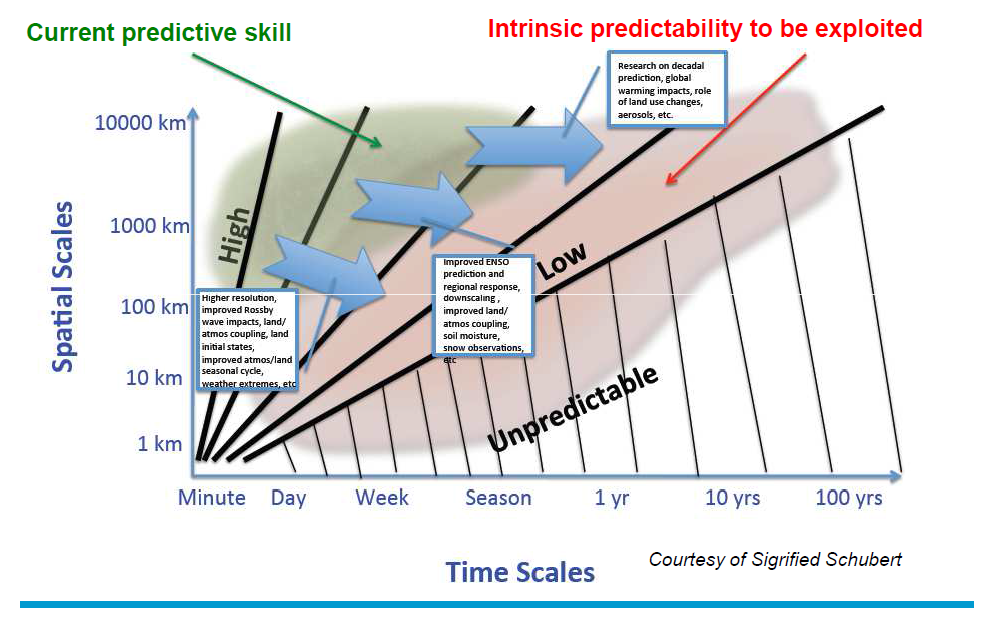 Current predictive skill
Intrinsic predictability to be exploited
Research on decadal
prediction, global
warming impacts, role
of land use changes,
aerosols, etc.
10000 km
1000 km
100 km
10 km
1 km
Spatial Scales
High
Low
Unpredictable
Higher resolution,
improved Rossby
wave impacts, land/
atmos coupling, land
initial states,
improved atmos/land
seasonal cycle,
weather extremes, etc
Improved ENSO
prediction and
regional response,
downscaling ,
improved land/
atmos coupling,
soil moisture,
snow observations,
etc
Minute Day Week Season 1 yr 10 yrs 100 yrs
Time Scales
Courtesy of Sigrified Schubert